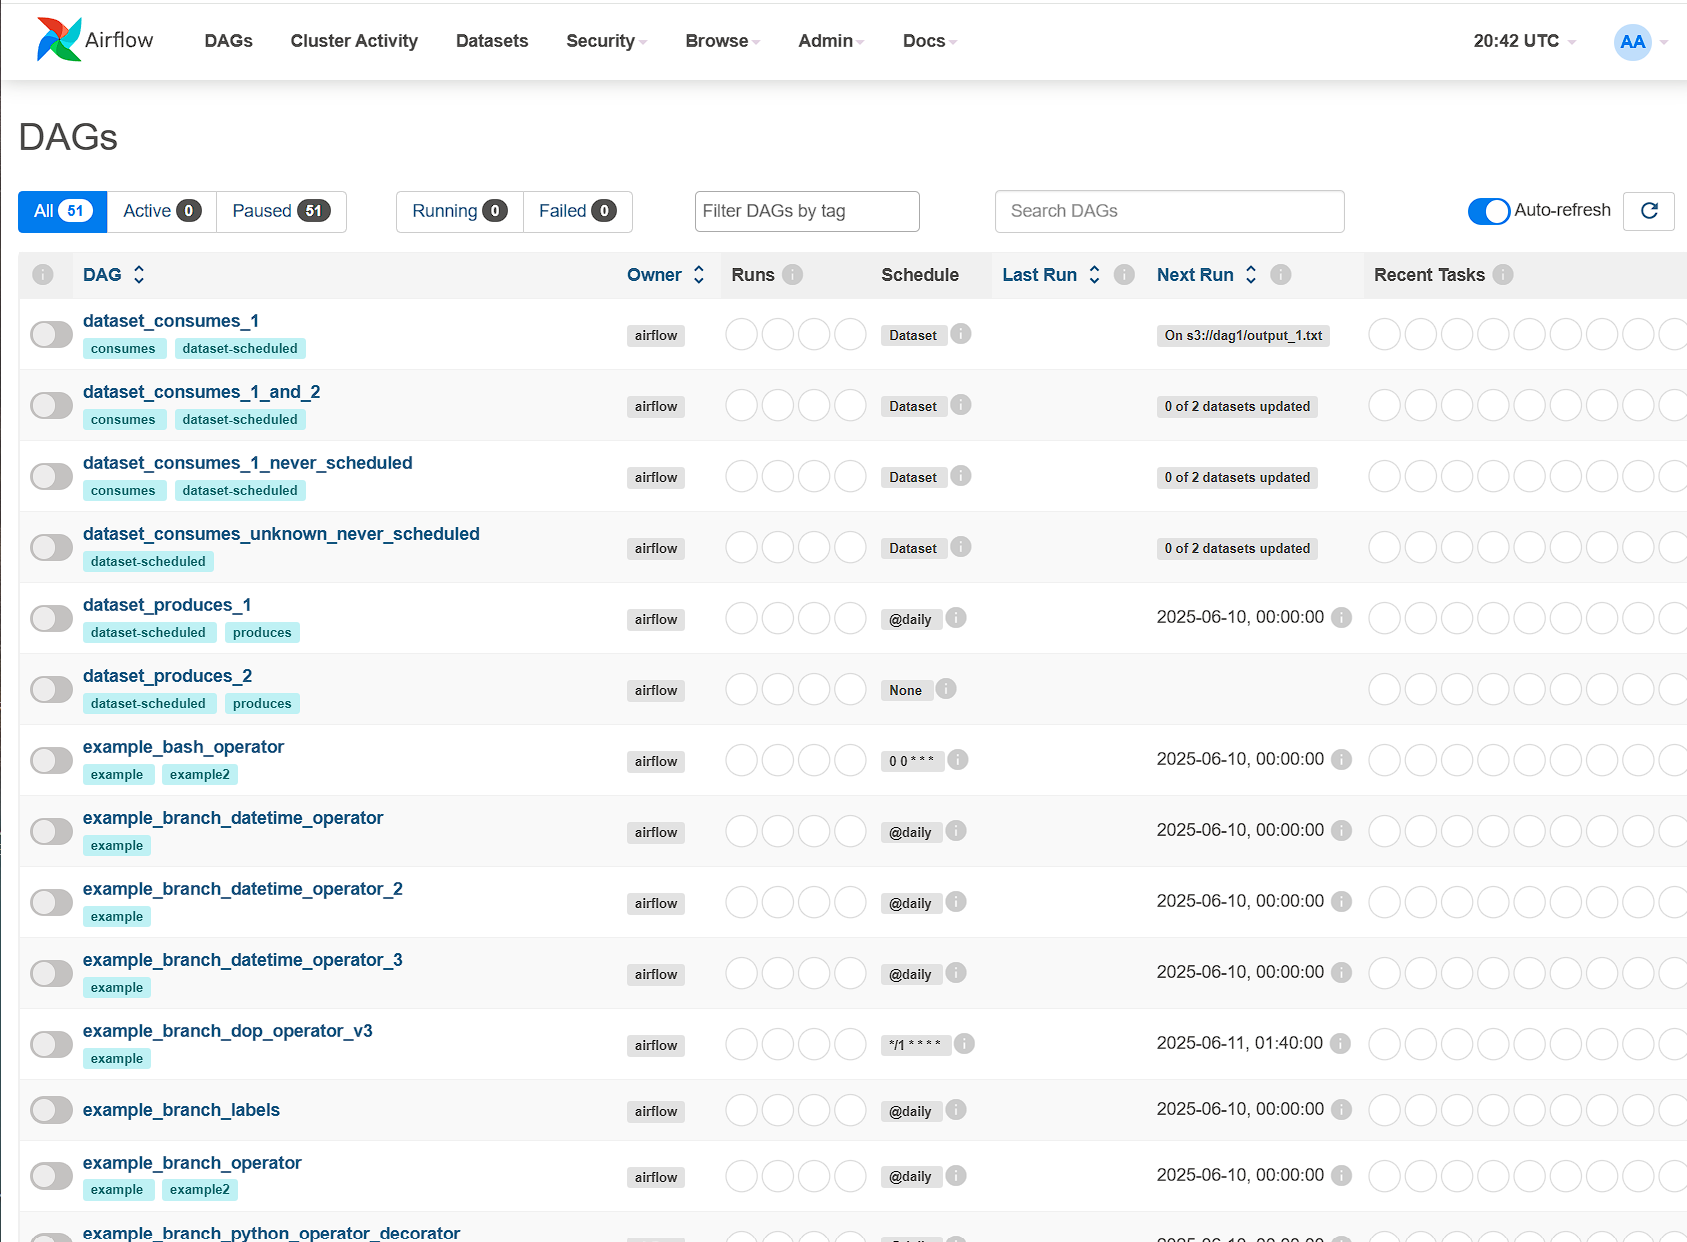 Airflow DAGs Cluster Activity Datasets Security Browse Admin Docs 20:42 UTC AA
DAGs
All 51 Active 0 Paused 51 Running 0 Failed 0 Filter DAGs by tag Search DAGs Auto-refresh
DAG Owner Runs Schedule Last Run Next Run Recent Tasks
dataset_consumes_1
consumes dataset-scheduled airflow Dataset On s3://dag1/output_1.txt
dataset_consumes_1_and_2
consumes dataset-scheduled airflow Dataset 0 of 2 datasets updated
dataset_consumes_1_never_scheduled
consumes dataset-scheduled airflow Dataset 0 of 2 datasets updated
dataset_consumes_unknown_never_scheduled
dataset-scheduled airflow Dataset 0 of 2 datasets updated
dataset_produces_1
dataset-scheduled produces airflow @daily 2025-06-10, 00:00:00
dataset_produces_2
dataset-scheduled produces airflow None
example_bash_operator
example example2 airflow 0 0 * * * 2025-06-10, 00:00:00
example_branch_datetime_operator
example airflow @daily 2025-06-10, 00:00:00
example_branch_datetime_operator_2
example airflow @daily 2025-06-10, 00:00:00
example_branch_datetime_operator_3
example airflow @daily 2025-06-10, 00:00:00
example_branch_dop_operator_v3
example airflow */1 * * * * 2025-06-11, 01:40:00
example_branch_labels airflow @daily 2025-06-10, 00:00:00
example_branch_operator
example example2 airflow @daily 2025-06-10, 00:00:00
example_branch_python_operator_decorator